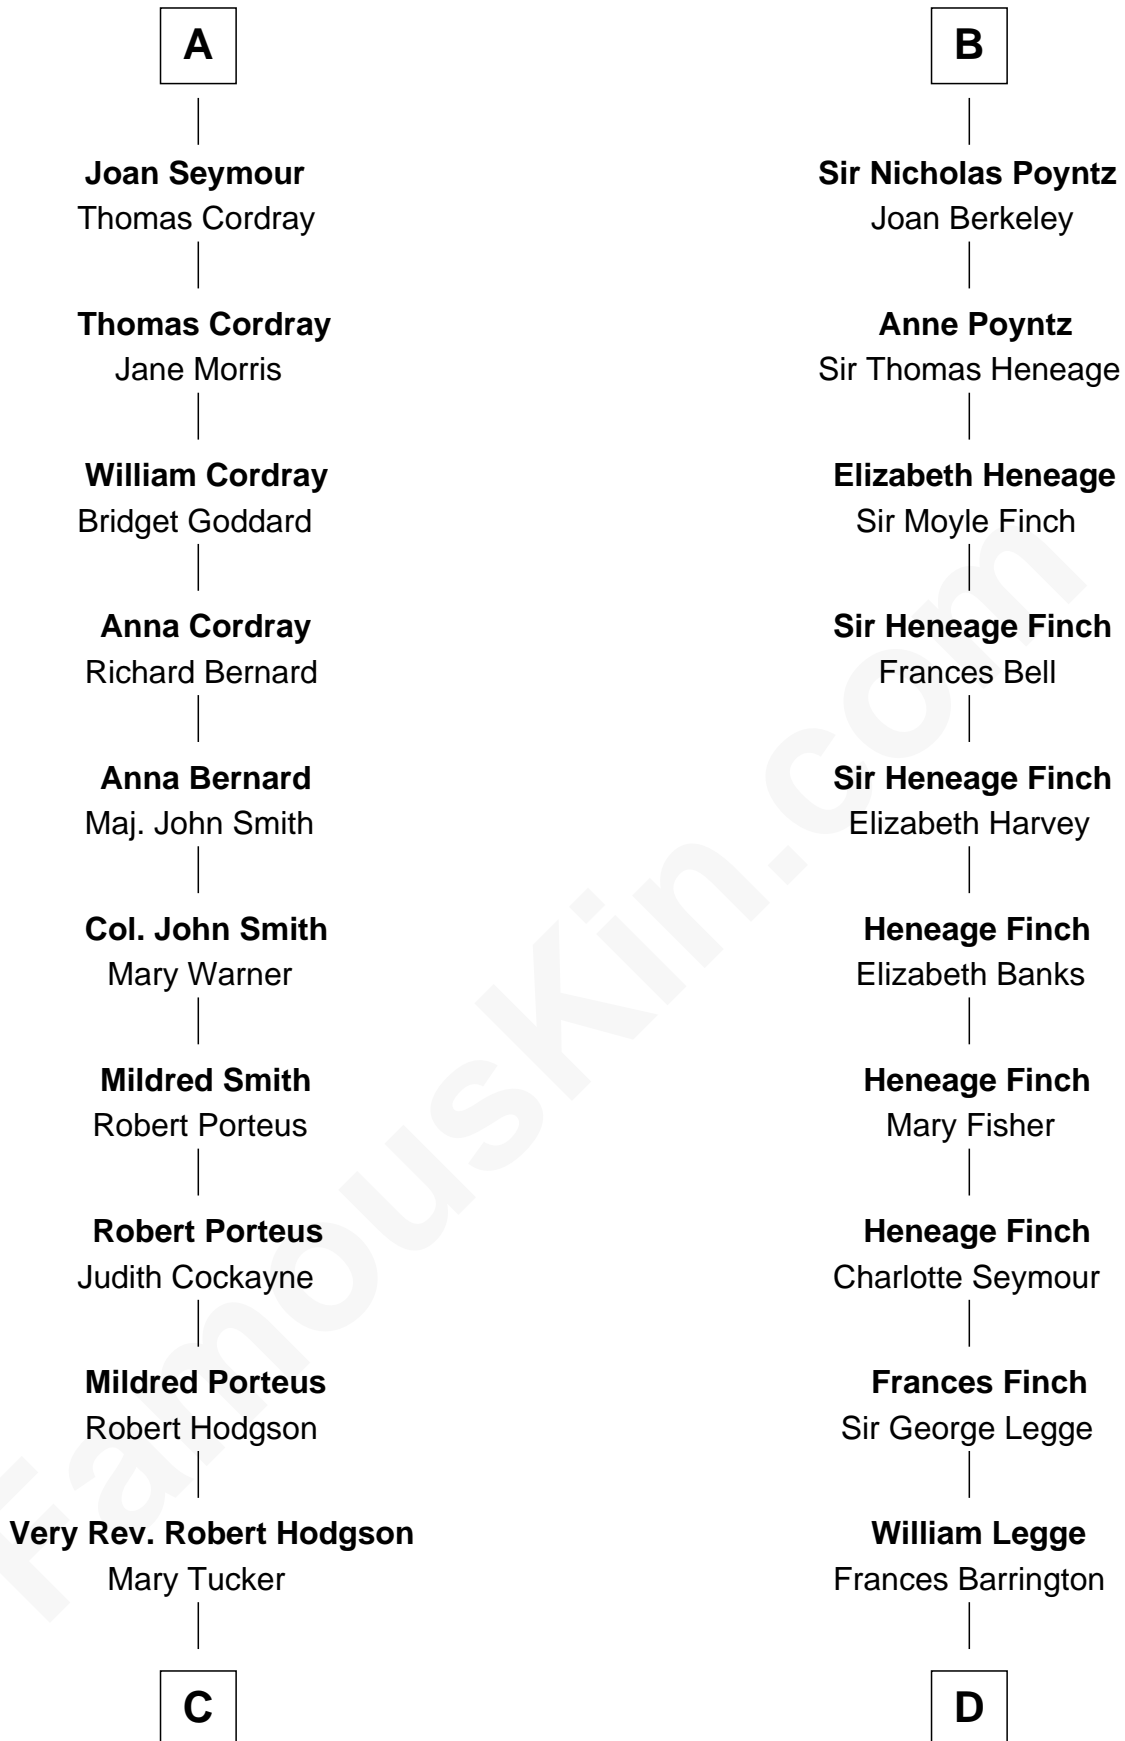 A
Joan Seymour
Thomas Cordray
Thomas Cordray
Jane Morris
William Cordray
Bridget Goddard
Anna Cordray
Richard Bernard
Anna Bernard
Maj. John Smith
Col. John Smith
Mary Warner
Mildred Smith
Robert Porteus
Robert Porteus
Judith Cockayne
Mildred Porteus
Robert Hodgson
Very Rev. Robert Hodgson
Mary Tucker
C
B
Sir Nicholas Poyntz
Joan Berkeley
Anne Poyntz
Sir Thomas Heneage
Elizabeth Heneage
Sir Moyle Finch
Sir Heneage Finch
Frances Bell
Sir Heneage Finch
Elizabeth Harvey
Heneage Finch
Elizabeth Banks
Heneage Finch
Mary Fisher
Heneage Finch
Charlotte Seymour
Frances Finch
Sir George Legge
William Legge
Frances Barrington
D
FamousKin.com